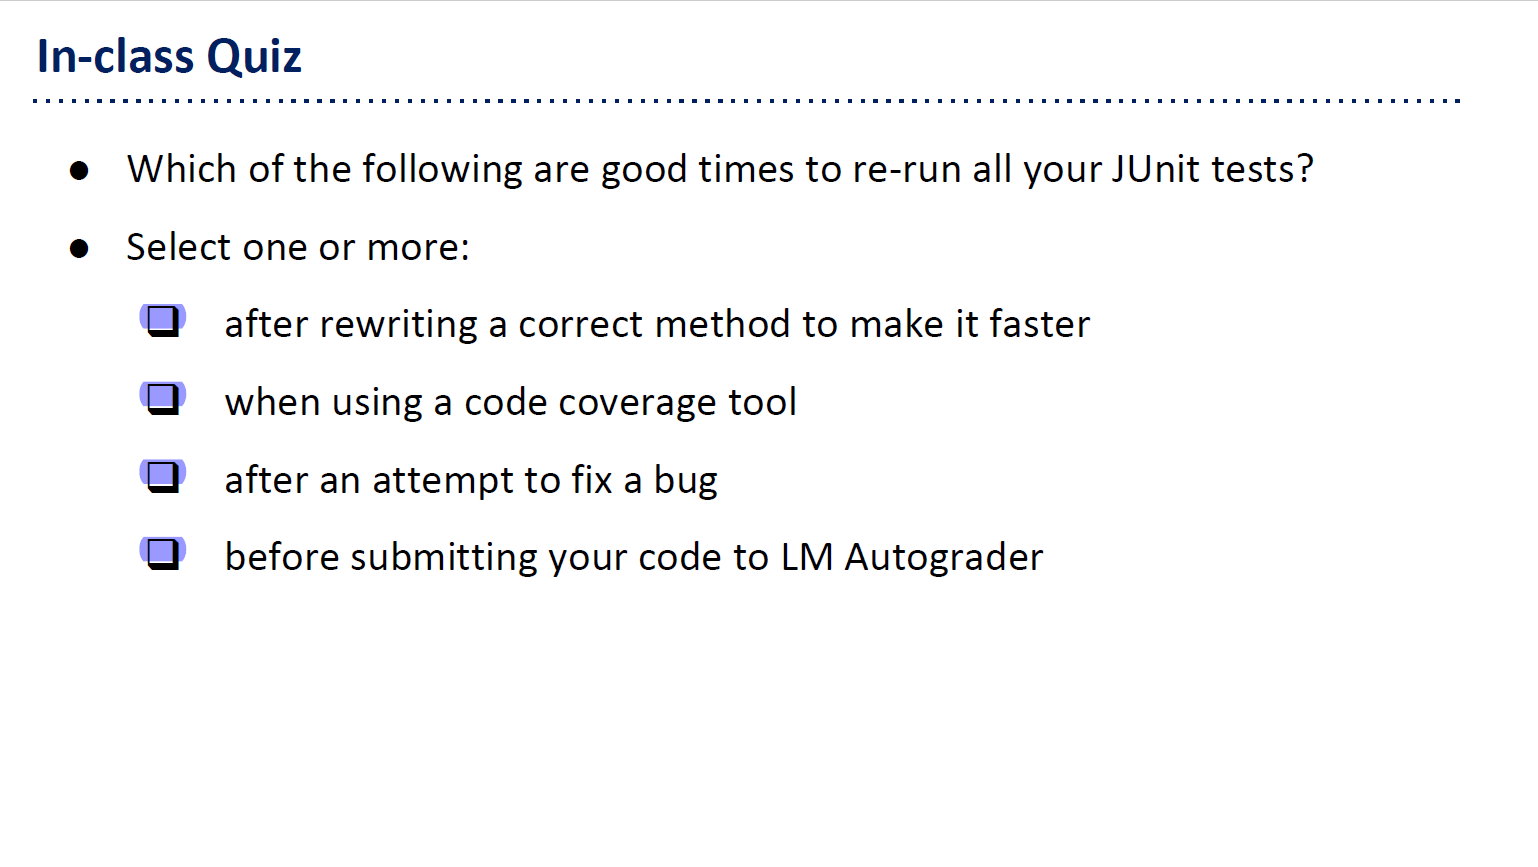 In-class Quiz
● Which of the following are good times to re-run all your JUnit tests?
● Select one or more:
❑ after rewriting a correct method to make it faster
❑ when using a code coverage tool
❑ after an attempt to fix a bug
❑ before submitting your code to LM Autograder